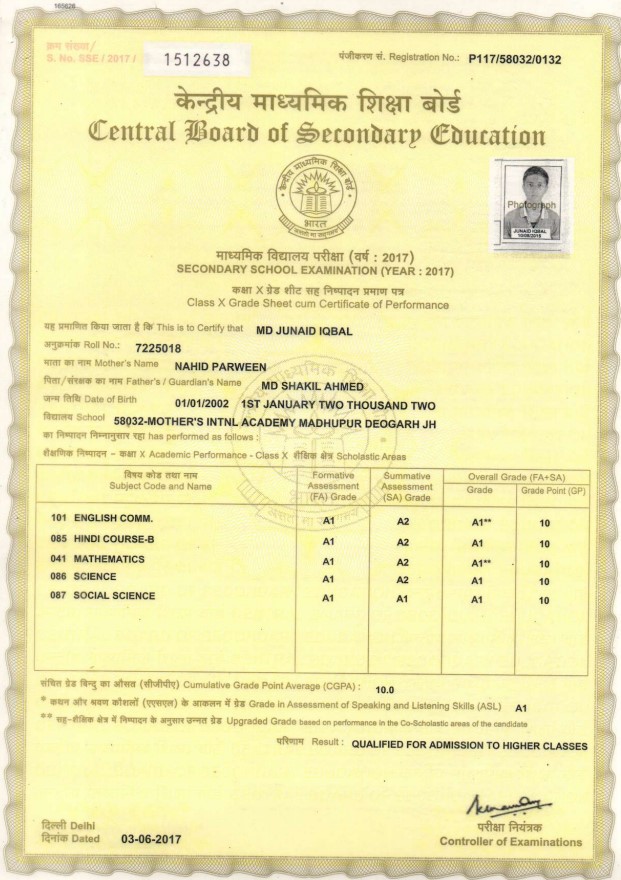 165628
क्रम संख्या/
S. No. SSE / 2017 / 1512638
पंजीकरण सं. Registration No.: P117/58032/0132
केन्द्रीय माध्यमिक शिक्षा बोर्ड
Central Board of Secondary Education
केन्द्रीय माध्यमिक शिक्षा बोर्ड
भारत
असतो मा सद्गमय
Photograph
JUNAID IQBAL
माध्यमिक विद्यालय परीक्षा (वर्ष : 2017)
SECONDARY SCHOOL EXAMINATION (YEAR : 2017)
कक्षा X ग्रेड शीट सह निष्पादन प्रमाण पत्र
Class X Grade Sheet cum Certificate of Performance
यह प्रमाणित किया जाता है कि This is to Certify that MD JUNAID IQBAL
अनुक्रमांक Roll No.: 7225018
माता का नाम Mother's Name NAHID PARWEEN
पिता/संरक्षक का नाम Father's / Guardian's Name MD SHAKIL AHMED
जन्म तिथि Date of Birth 01/01/2002 1ST JANUARY TWO THOUSAND TWO
विद्यालय School 58032-MOTHER'S INTNL ACADEMY MADHUPUR DEOGARH JH
का निष्पादन निम्नानुसार रहा has performed as follows :
शैक्षणिक निष्पादन – कक्षा X Academic Performance - Class X शैक्षिक क्षेत्र Scholastic Areas
विषय कोड तथा नाम
Subject Code and Name
Formative Assessment (FA) Grade
Summative Assessment (SA) Grade
Overall Grade (FA+SA)
Grade
Grade Point (GP)
101 ENGLISH COMM. A1 A2 A1** 10
085 HINDI COURSE-B A1 A2 A1 10
041 MATHEMATICS A1 A2 A1** 10
086 SCIENCE A1 A2 A1 10
087 SOCIAL SCIENCE A1 A1 A1 10
संचित ग्रेड बिन्दु का औसत (सीजीपीए) Cumulative Grade Point Average (CGPA) : 10.0
* कथन और श्रवण कौशलों (एएसएल) के आकलन में ग्रेड Grade in Assessment of Speaking and Listening Skills (ASL) A1
** सह-शैक्षिक क्षेत्र में निष्पादन के अनुसार उन्नत ग्रेड Upgraded Grade based on performance in the Co-Scholastic areas of the candidate
परिणाम Result : QUALIFIED FOR ADMISSION TO HIGHER CLASSES
दिल्ली Delhi
दिनांक Dated 03-06-2017
परीक्षा नियंत्रक
Controller of Examinations